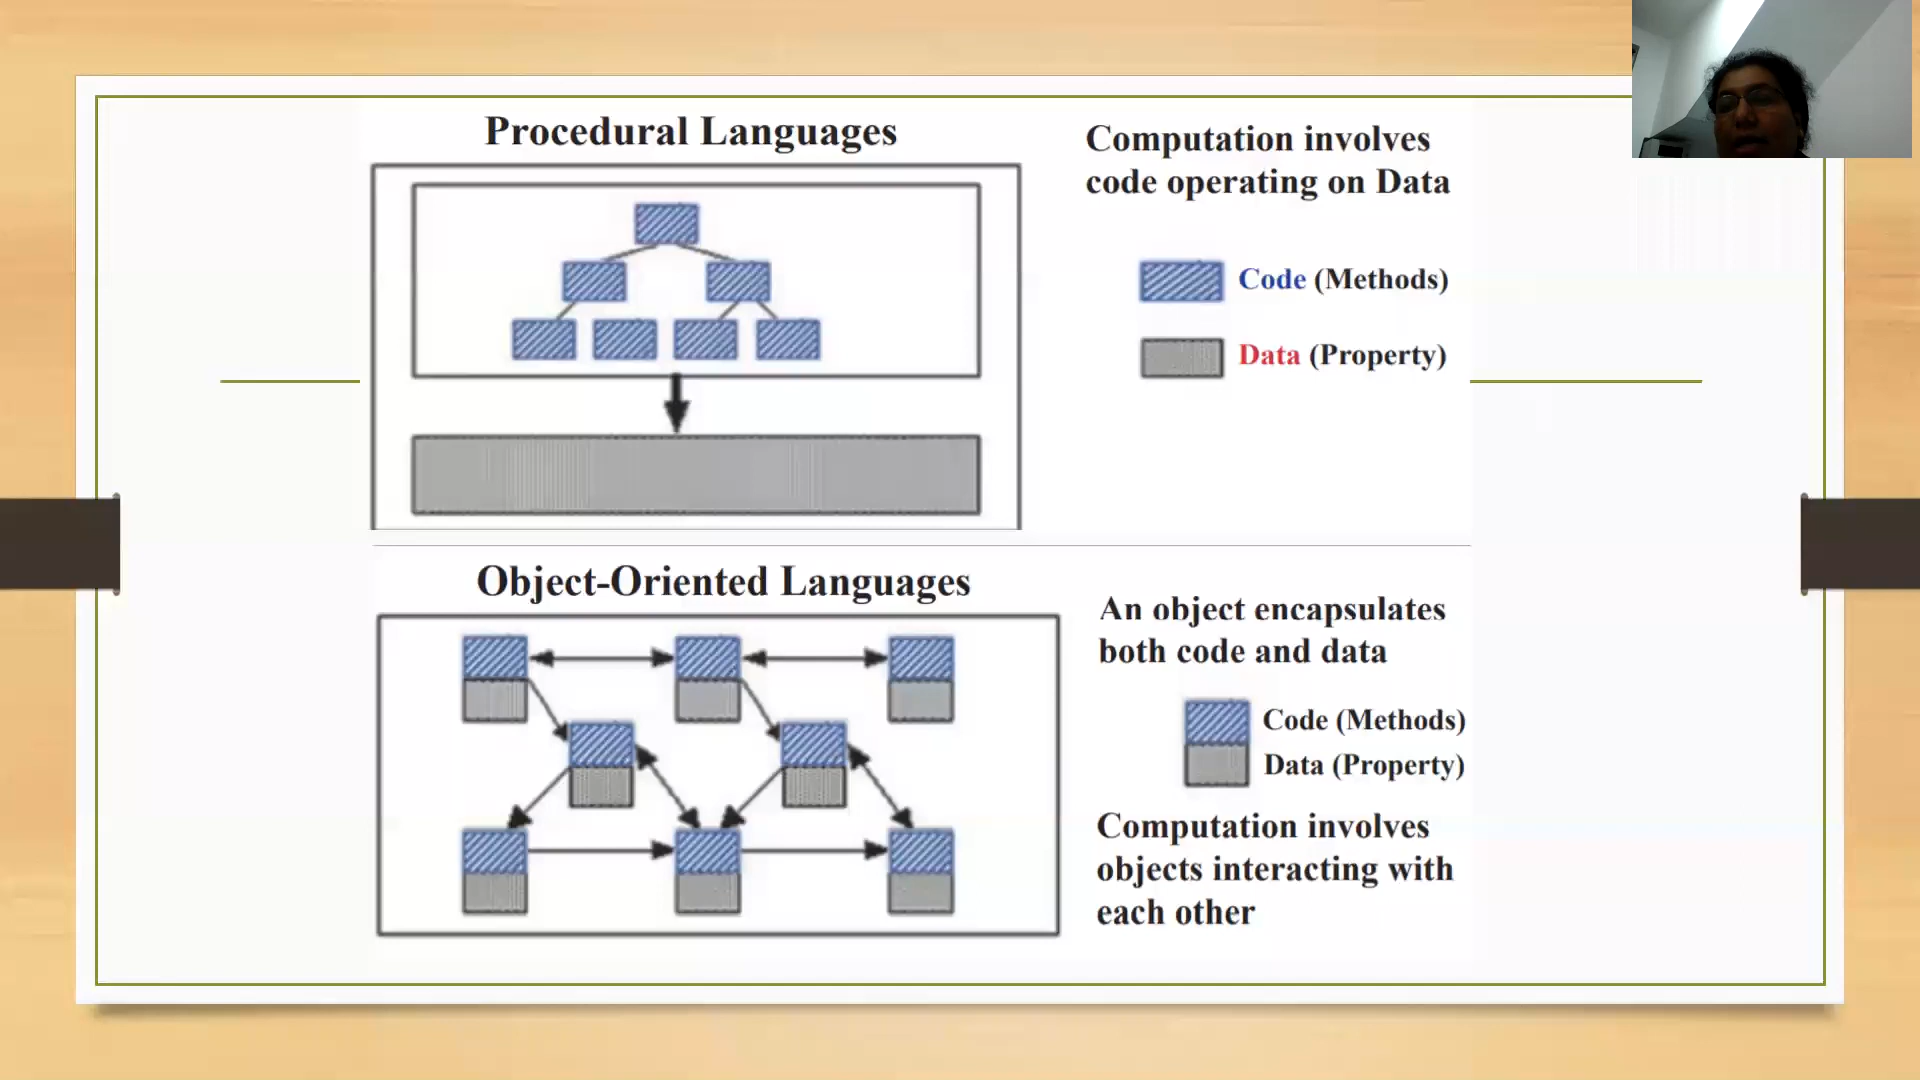 Procedural Languages
Computation involves
code operating on Data
Code (Methods)
Data (Property)
Object-Oriented Languages
An object encapsulates
both code and data
Code (Methods)
Data (Property)
Computation involves
objects interacting with
each other